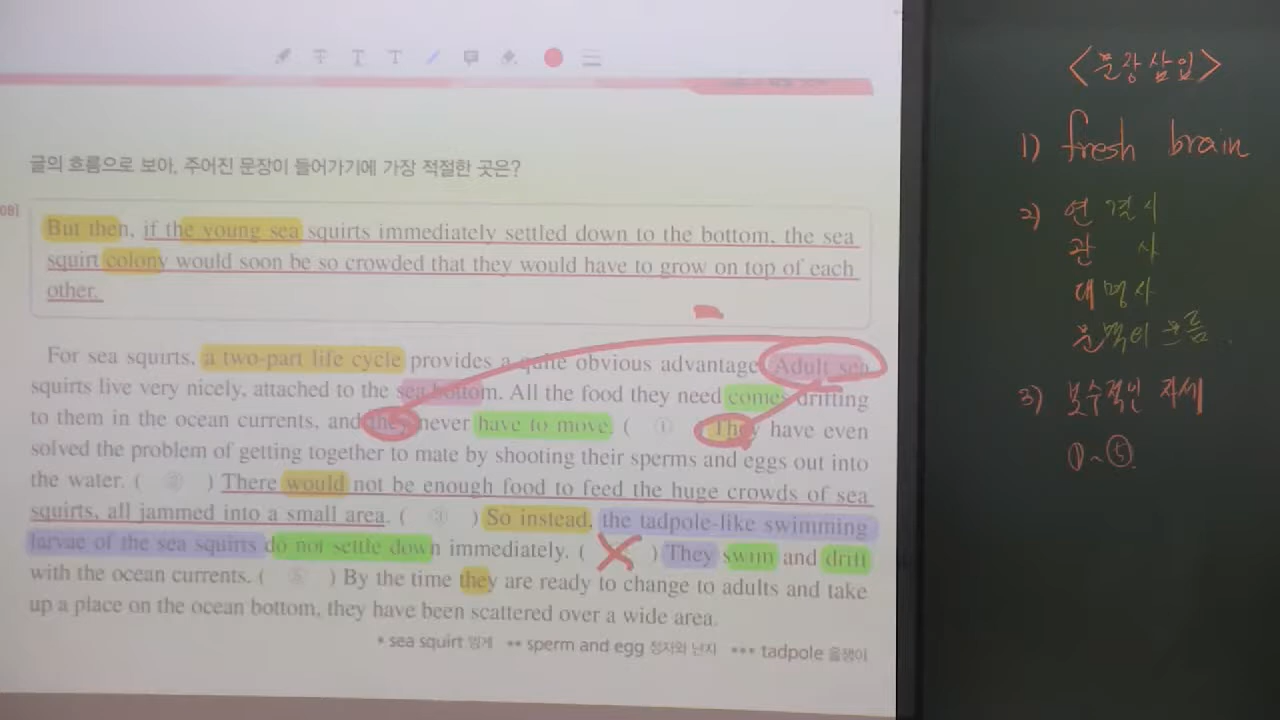 글의 흐름으로 보아, 주어진 문장이 들어가기에 가장 적절한 곳은?
08]
But then, if the young sea squirts immediately settled down to the bottom, the sea
squirt colony would soon be so crowded that they would have to grow on top of each
other.
For sea squirts, a two-part life cycle provides a quite obvious advantage. Adult sea
squirts live very nicely, attached to the sea bottom. All the food they need comes drifting
to them in the ocean currents, and they never have to move. ( ① ) They have even
solved the problem of getting together to mate by shooting their sperms and eggs out into
the water. ( ② ) There would not be enough food to feed the huge crowds of sea
squirts, all jammed into a small area. ( ③ ) So instead, the tadpole-like swimming
larvae of the sea squirts do not settle down immediately. ( ) They swim and drift
with the ocean currents. ( ⑤ ) By the time they are ready to change to adults and take
up a place on the ocean bottom, they have been scattered over a wide area.
* sea squirt 멍게 ** sperm and egg 정자와 난자 *** tadpole 올챙이
<문장삽입>
1) fresh brain
2) 연결사
관 사
대명사
문맥이 흐름
3) 보수적인 자세
①~⑤